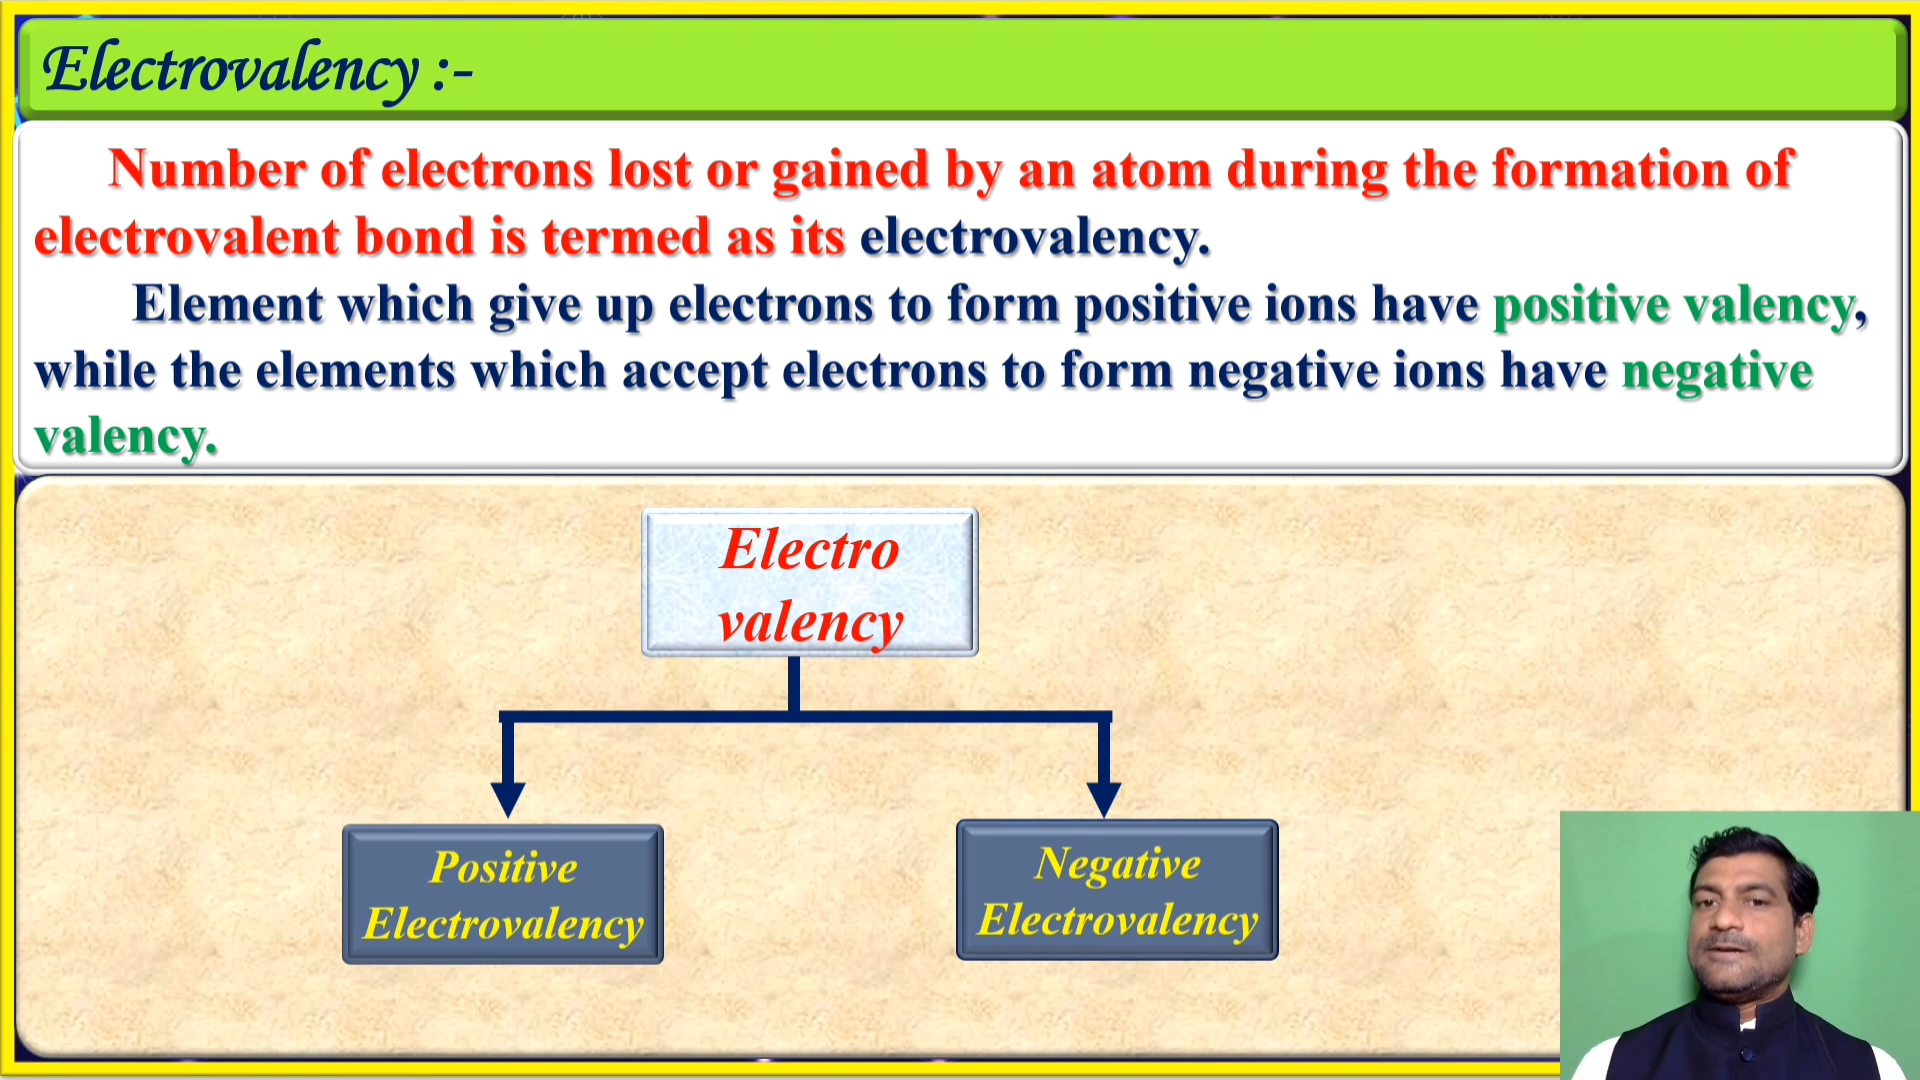 Electrovalency :-
Number of electrons lost or gained by an atom during the formation of
electrovalent bond is termed as its electrovalency.
Element which give up electrons to form positive ions have positive valency,
while the elements which accept electrons to form negative ions have negative
valency.
Electro
valency
Positive
Electrovalency
Negative
Electrovalency